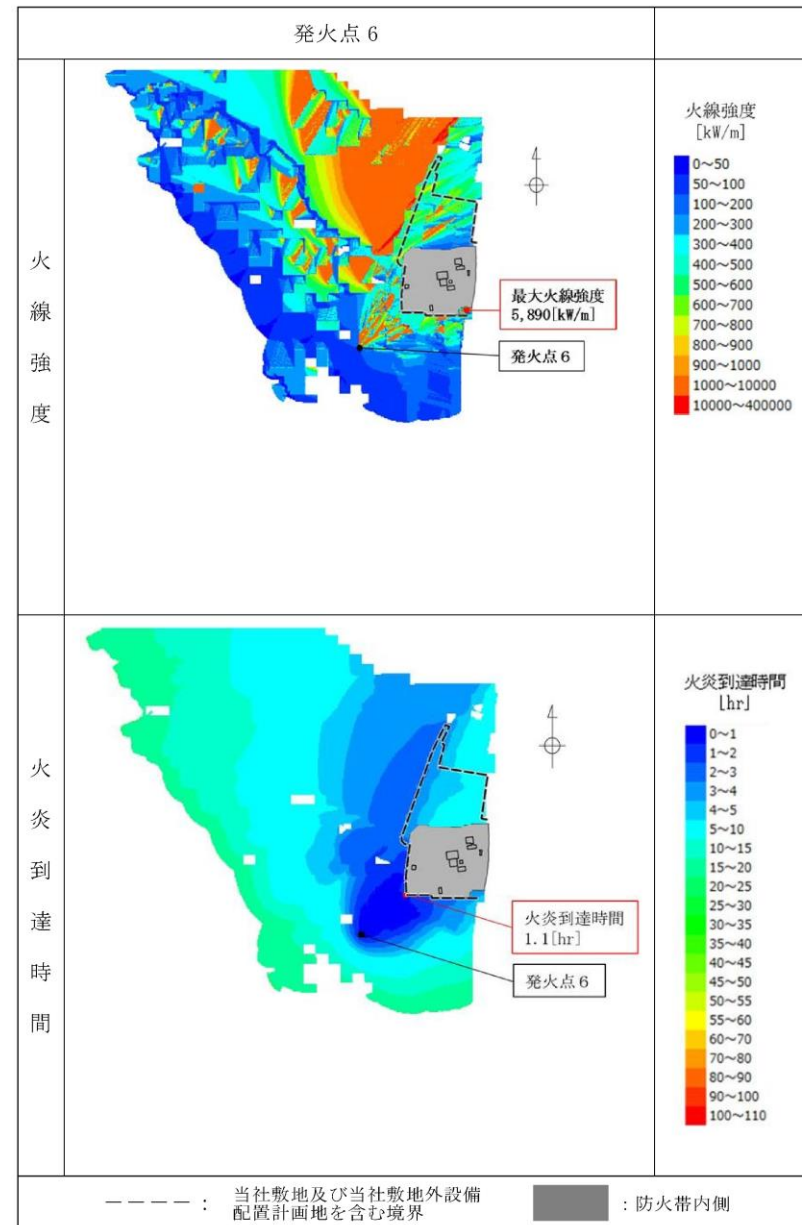 発火点6
火線強度
火線強度
[kW/m]
0～50
50～100
100～200
200～300
300～400
400～500
500～600
600～700
700～800
800～900
900～1000
1000～10000
10000～400000
4
最大火線強度
5,890[kW/m]
発火点6
火炎到達時間
火炎到達時間
[hr]
0～1
1～2
2～3
3～4
4～5
5～10
10～15
15～20
20～25
25～30
30～35
35～40
40～45
45～50
50～55
55～60
60～70
70～80
80～90
90～100
100～110
4
火炎到達時間
1.1[hr]
発火点6
： 当社敷地及び当社敷地外設備
配置計画地を含む境界
：防火帯内側